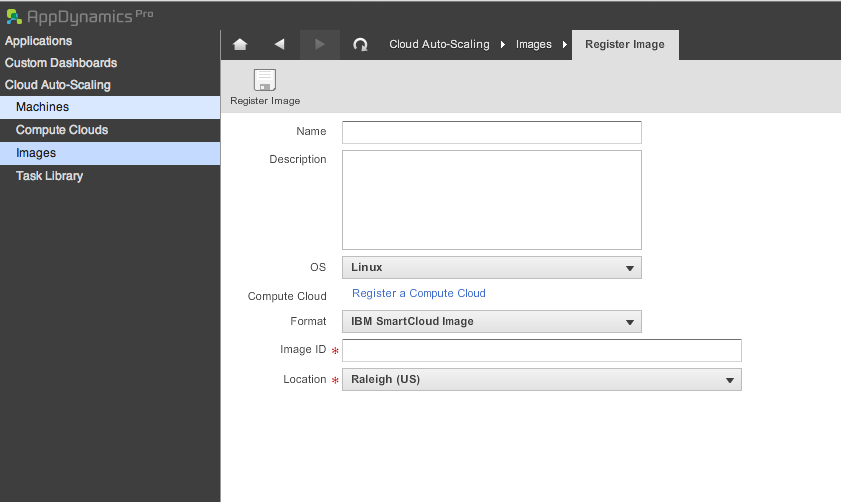 AppDynamics Pro
Applications
Custom Dashboards
Cloud Auto-Scaling
Machines
Compute Clouds
Images
Task Library
Cloud Auto-Scaling Images Register Image
Register Image
Name
Description
OS Linux
Compute Cloud Register a Compute Cloud
Format IBM SmartCloud Image
Image ID *
Location * Raleigh (US)